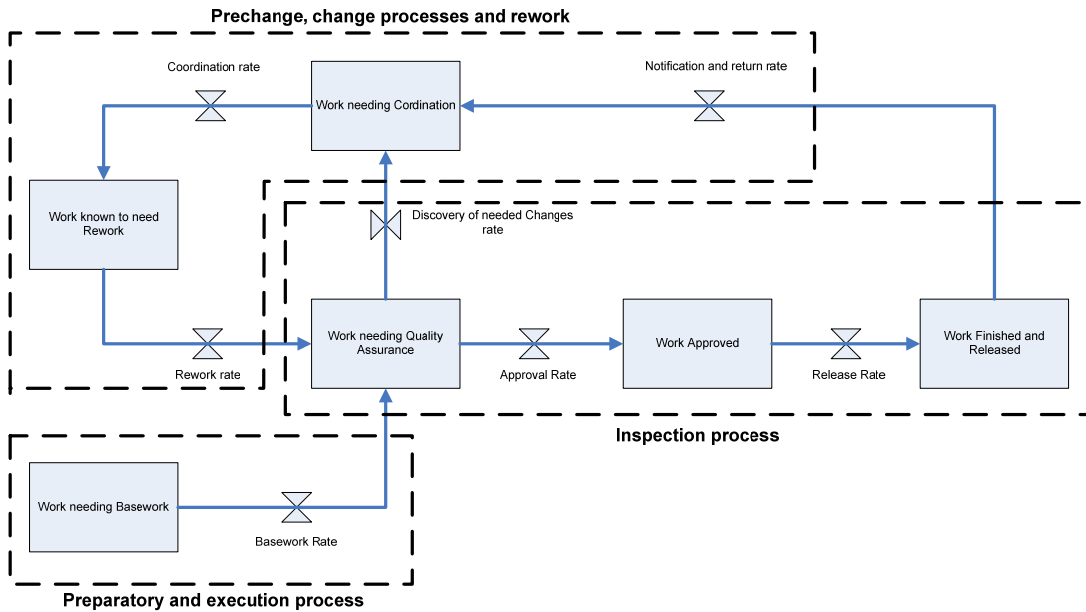 Prechange, change processes and rework
Coordination rate
Notification and return rate
Work needing Cordination
Work known to need
Rework
Discovery of needed Changes
rate
Work needing Quality
Assurance
Work Approved
Work Finished and
Released
Rework rate
Approval Rate
Release Rate
Inspection process
Work needing Basework
Basework Rate
Preparatory and execution process